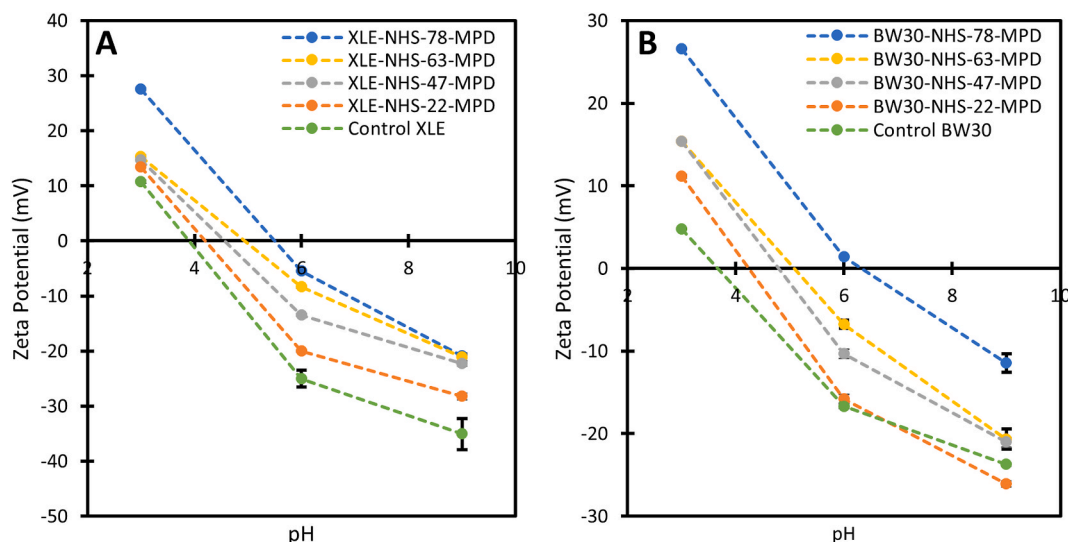 A
XLE-NHS-78-MPD
XLE-NHS-63-MPD
XLE-NHS-47-MPD
XLE-NHS-22-MPD
Control XLE
Zeta Potential (mV)
40
30
20
10
0
-10
-20
-30
-40
-50
2
4
6
8
10
pH
B
BW30-NHS-78-MPD
BW30-NHS-63-MPD
BW30-NHS-47-MPD
BW30-NHS-22-MPD
Control BW30
Zeta Potential (mV)
30
20
10
0
-10
-20
-30
2
4
6
8
10
pH